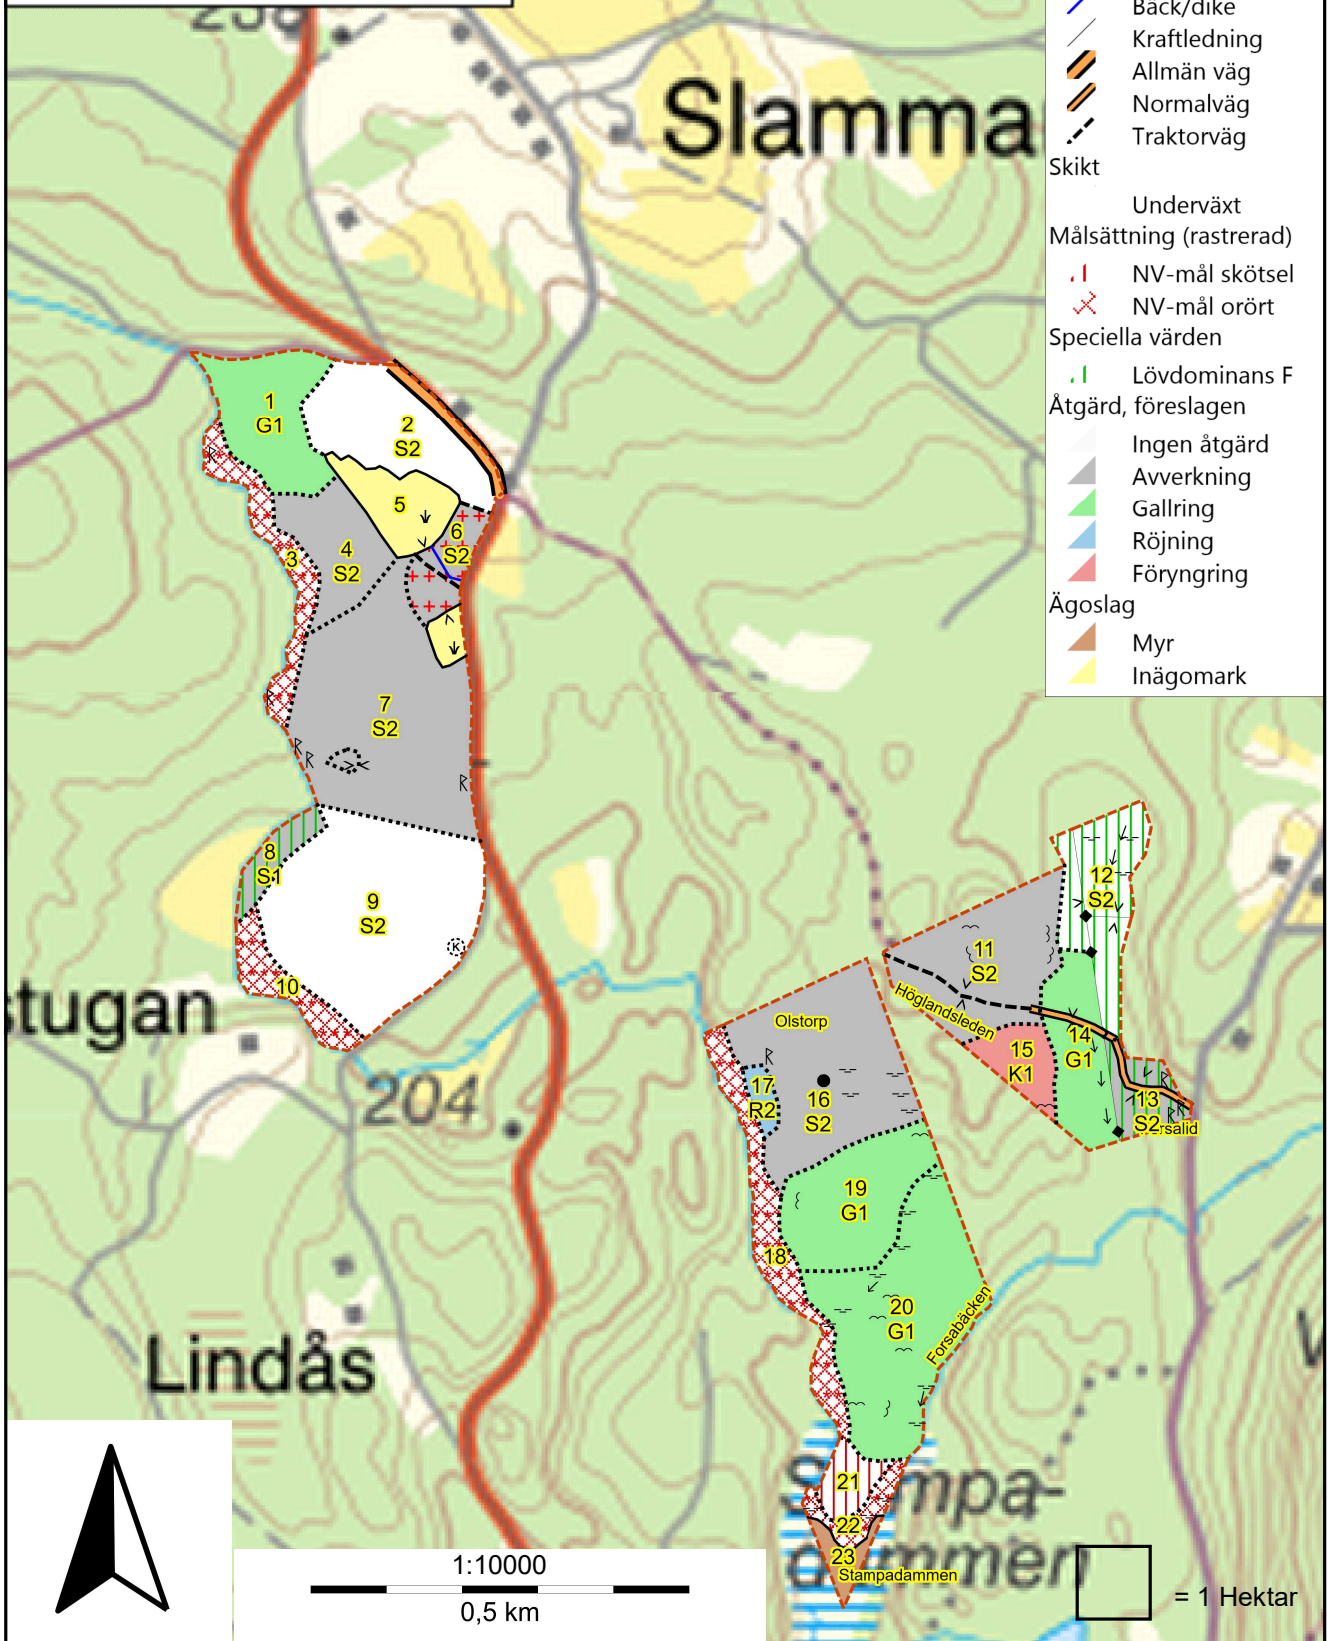 Bäck/dike
Kraftledning
Allmän väg
Normalväg
Traktorväg
Skikt
Underväxt
Målsättning (rastrerad)
NV-mål skötsel
NV-mål orört
Speciella värden
Lövdominans F
Åtgärd, föreslagen
Ingen åtgärd
Avverkning
Gallring
Röjning
Föryngring
Ägoslag
Myr
Inägomark
Slamma
1
G1
2
S2
5
6
S2
3
4
S2
7
S2
8
S1
9
S2
K
10
stugan
204
12
S2
11
S2
Höglandsleden
14
G1
15
K1
13
S2
Olstorp
17
R2
16
S2
19
G1
18
20
G1
Forsabäcken
Lindås
21
22
23
Stampadammen
1:10000
0,5 km
= 1 Hektar